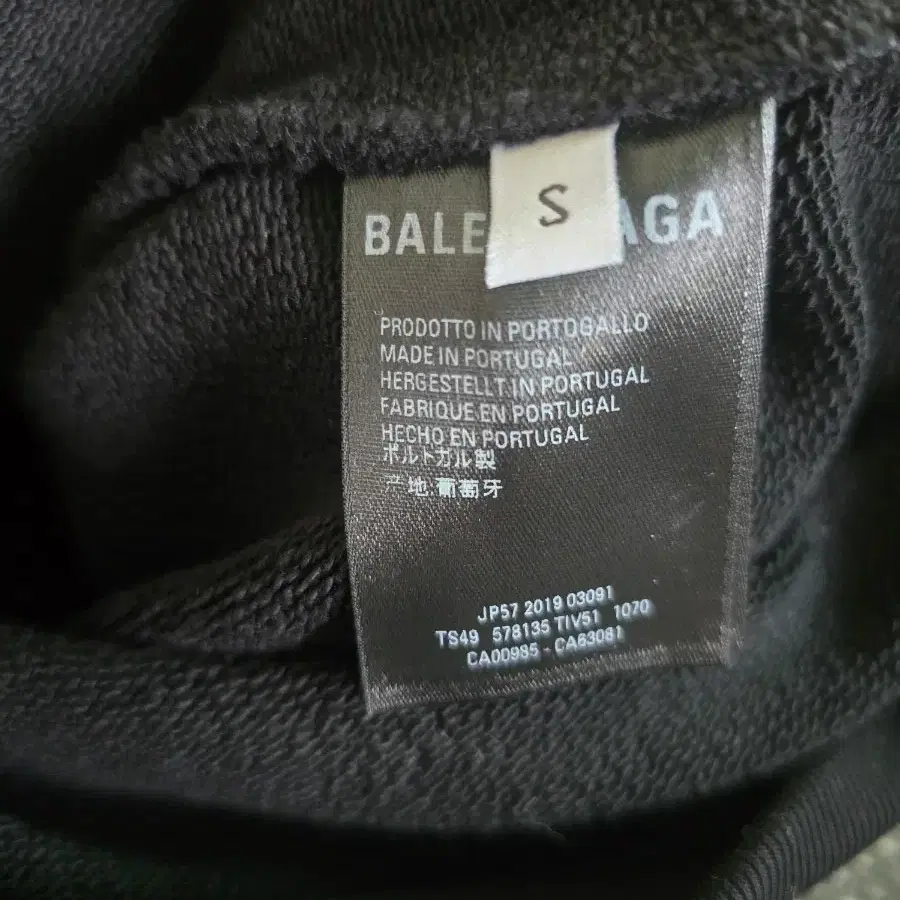 S
BALE AGA
PRODOTTO IN PORTOGALLO
MADE IN PORTUGAL
HERGESTELLT IN PORTUGAL
FABRIQUE EN PORTUGAL
HECHO EN PORTUGAL
ポルトガル製
产地:葡萄牙
JP57 2019 03091
TS49 578135 TIV51 1070
CA00985 - CA63081